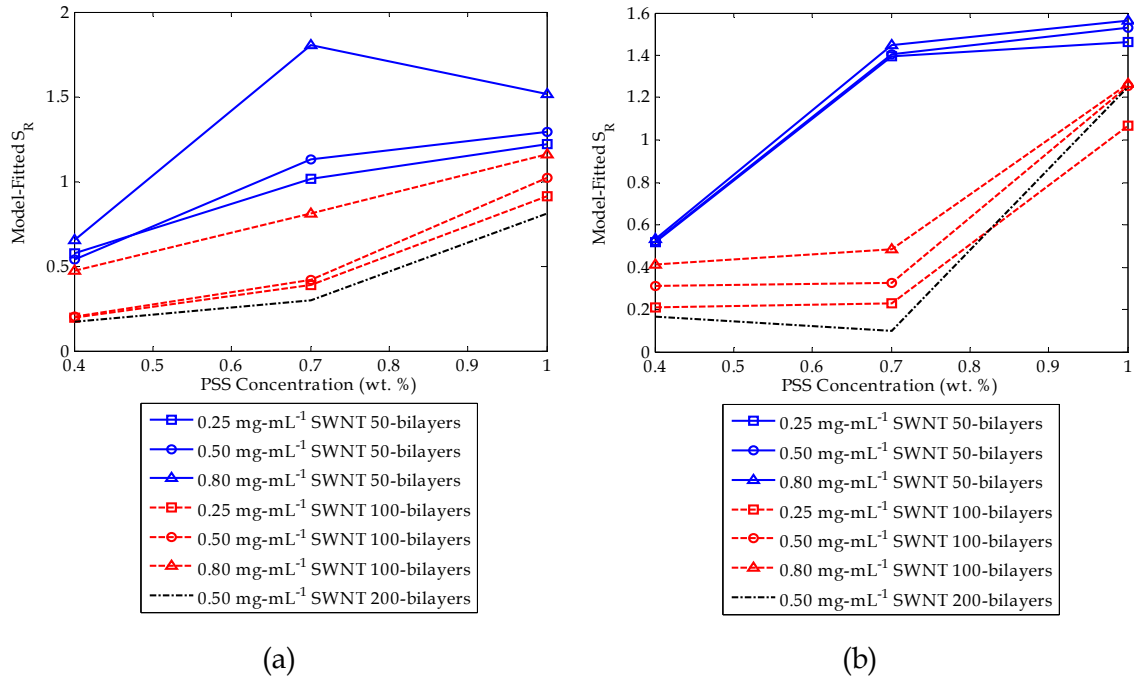 2
1.5
1
0.5
0
Model-Fitted S_R
0.4 0.5 0.6 0.7 0.8 0.9 1
PSS Concentration (wt. %)
0.25 mg-mL⁻¹ SWNT 50-bilayers
0.50 mg-mL⁻¹ SWNT 50-bilayers
0.80 mg-mL⁻¹ SWNT 50-bilayers
0.25 mg-mL⁻¹ SWNT 100-bilayers
0.50 mg-mL⁻¹ SWNT 100-bilayers
0.80 mg-mL⁻¹ SWNT 100-bilayers
0.50 mg-mL⁻¹ SWNT 200-bilayers
(a)
1.6
1.4
1.2
1
0.8
0.6
0.4
0.2
0
Model-Fitted S_R
0.4 0.5 0.6 0.7 0.8 0.9 1
PSS Concentration (wt. %)
0.25 mg-mL⁻¹ SWNT 50-bilayers
0.50 mg-mL⁻¹ SWNT 50-bilayers
0.80 mg-mL⁻¹ SWNT 50-bilayers
0.25 mg-mL⁻¹ SWNT 100-bilayers
0.50 mg-mL⁻¹ SWNT 100-bilayers
0.80 mg-mL⁻¹ SWNT 100-bilayers
0.50 mg-mL⁻¹ SWNT 200-bilayers
(b)